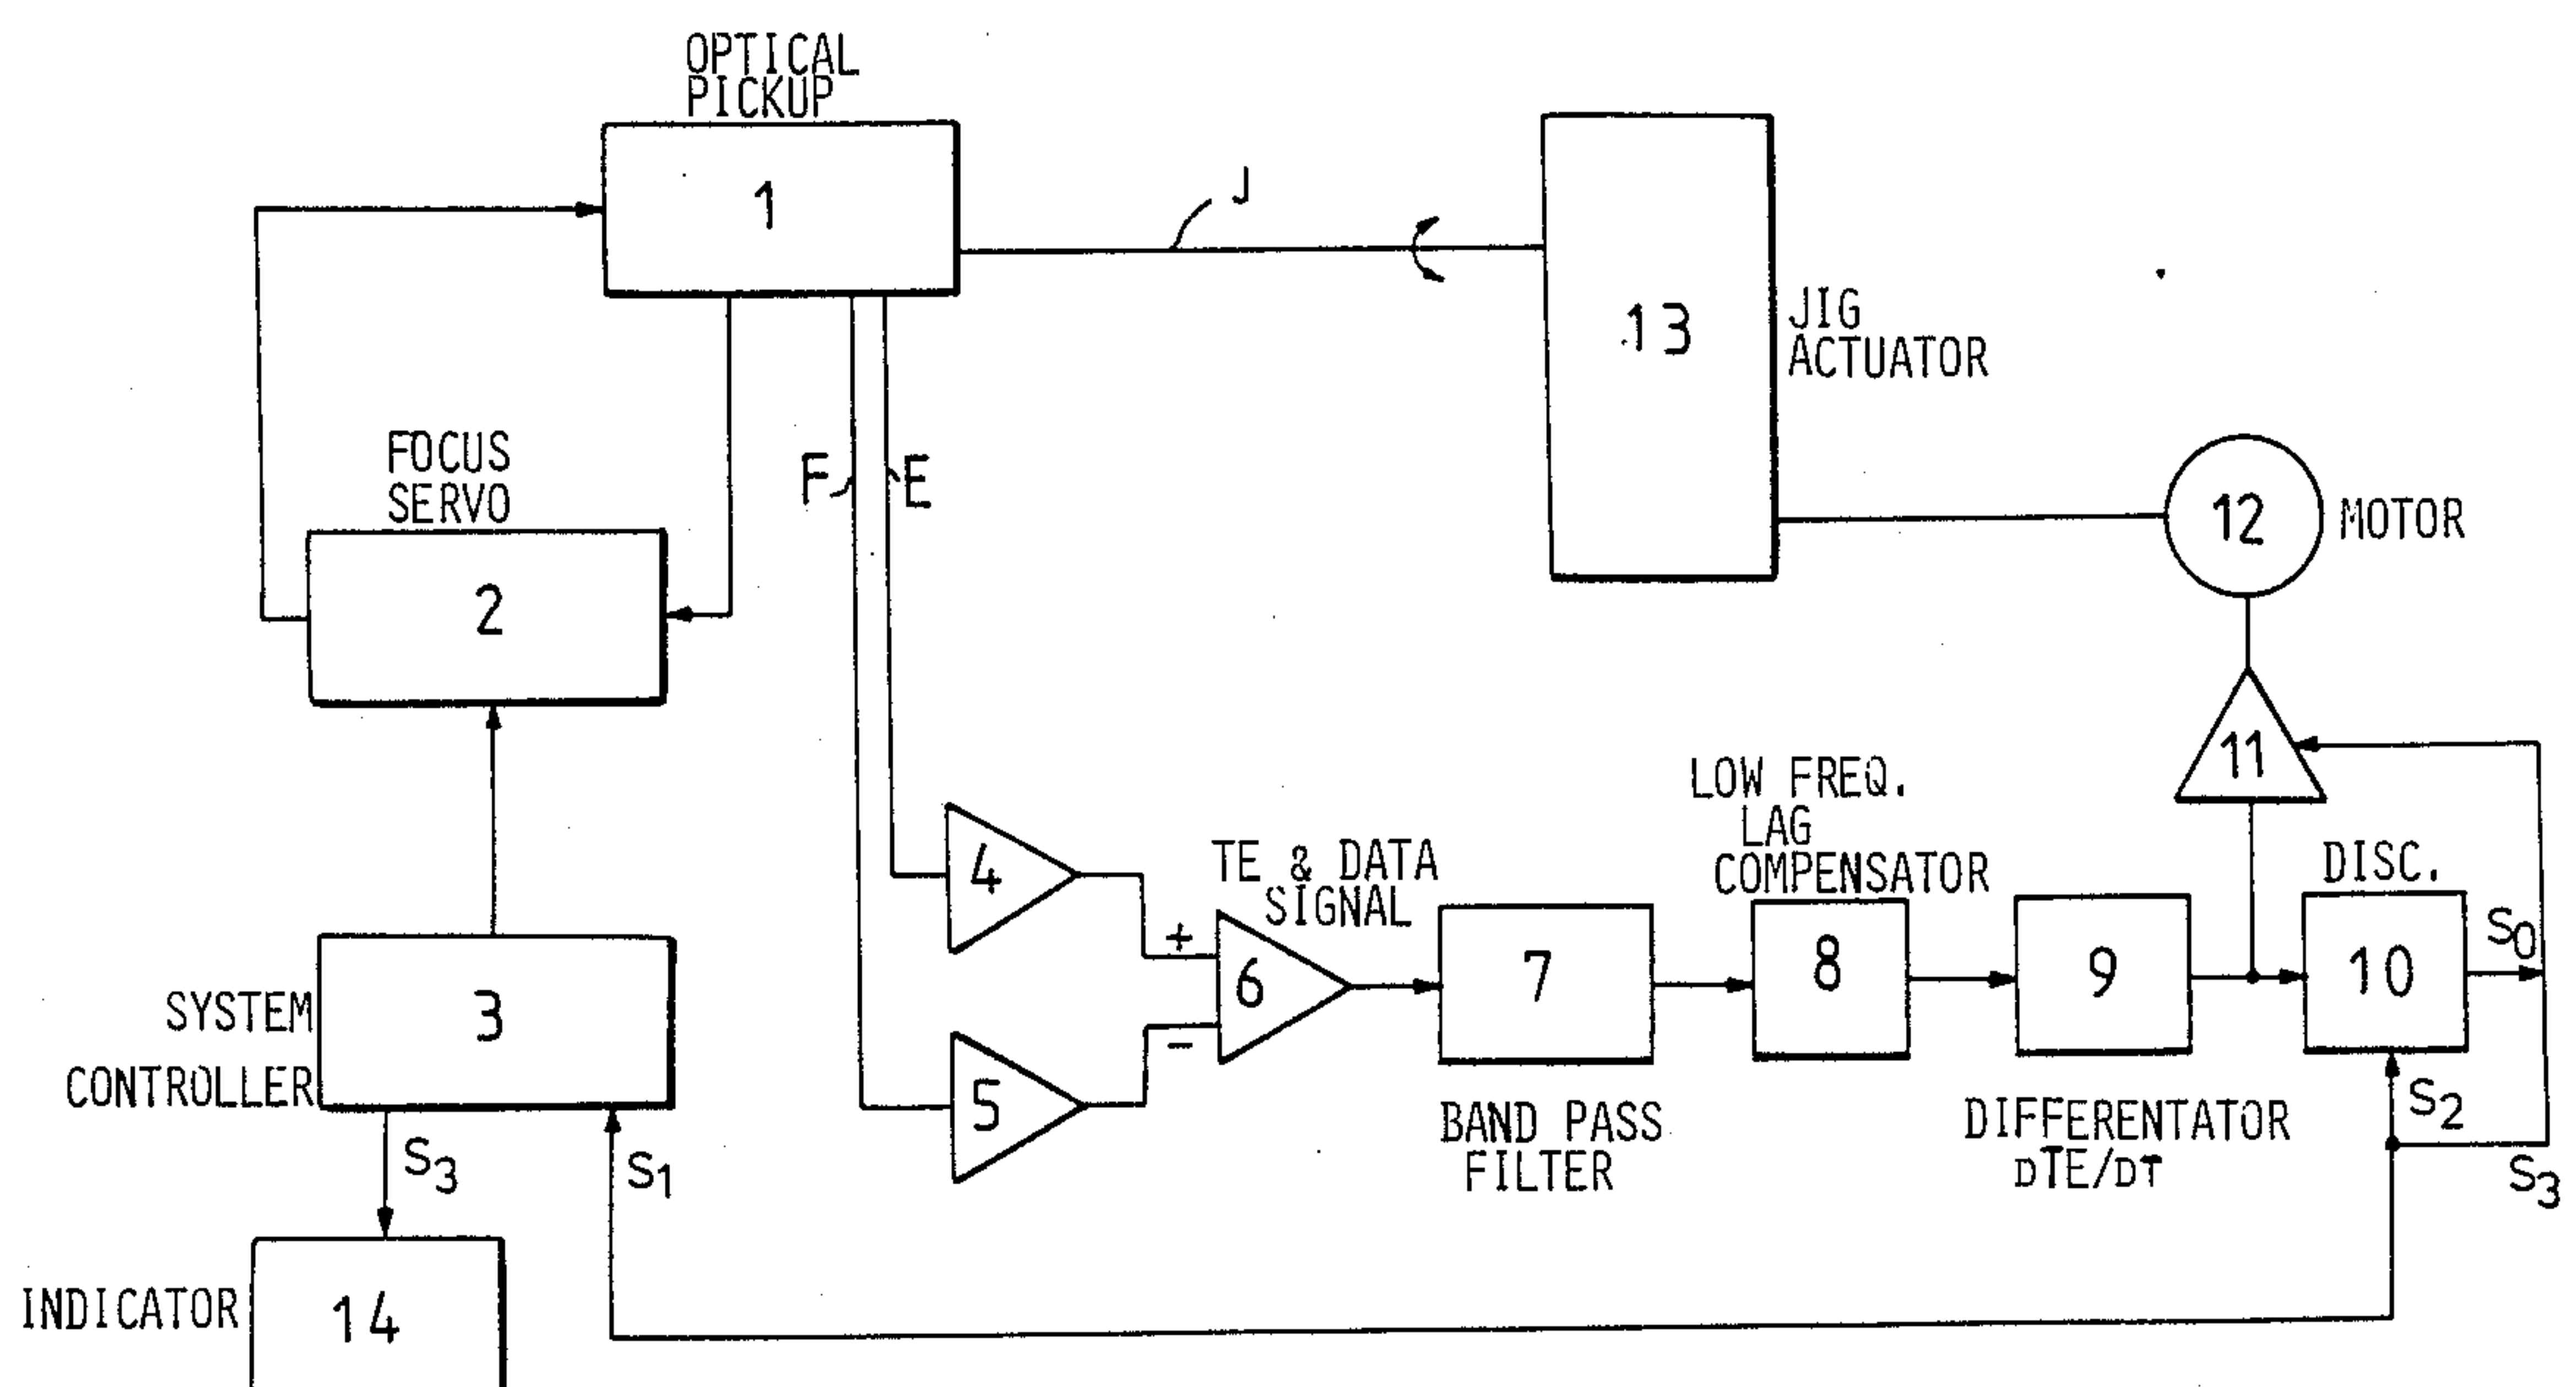 OPTICAL
PICKUP
1
J
13
JIG
ACTUATOR
FOCUS
SERVO
F
E
2
12
MOTOR
11
LOW FREQ.
LAG
COMPENSATOR
4
TE & DATA
SIGNAL
DISC.
+
6
7
8
9
10
S0
SYSTEM
CONTROLLER
3
-
5
S3
S1
BAND PASS
FILTER
DIFFERENTATOR
DTE/DT
S2
S3
INDICATOR
14